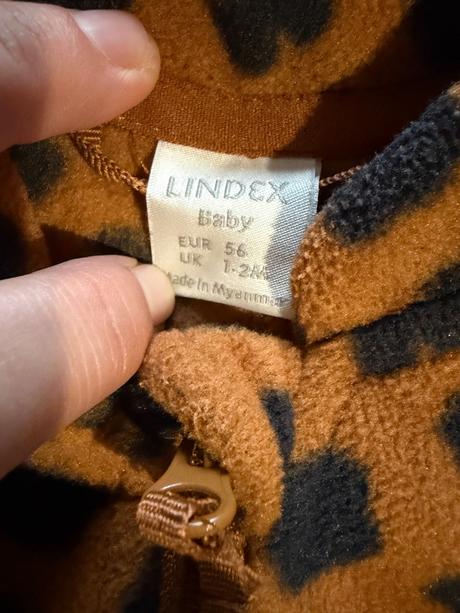 LINDEX
Baby
EUR 56
UK 1-2M
Made in Myanmar